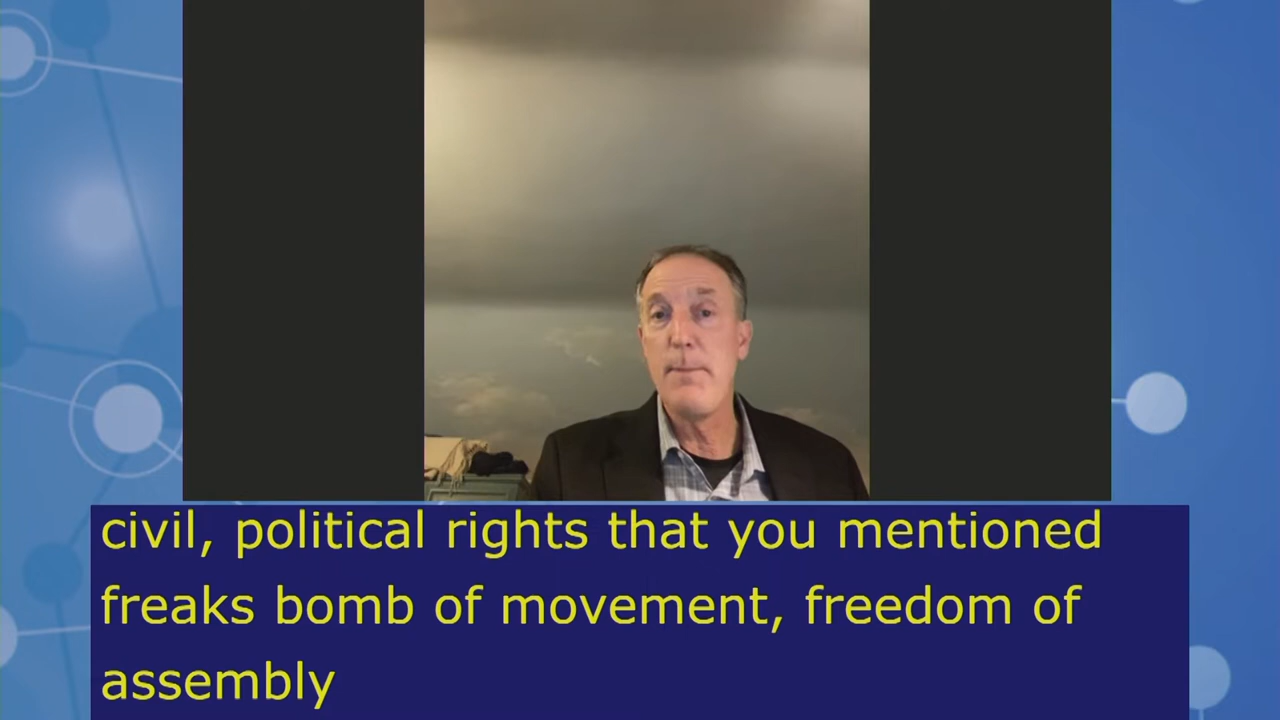 civil, political rights that you mentioned
freaks bomb of movement, freedom of
assembly